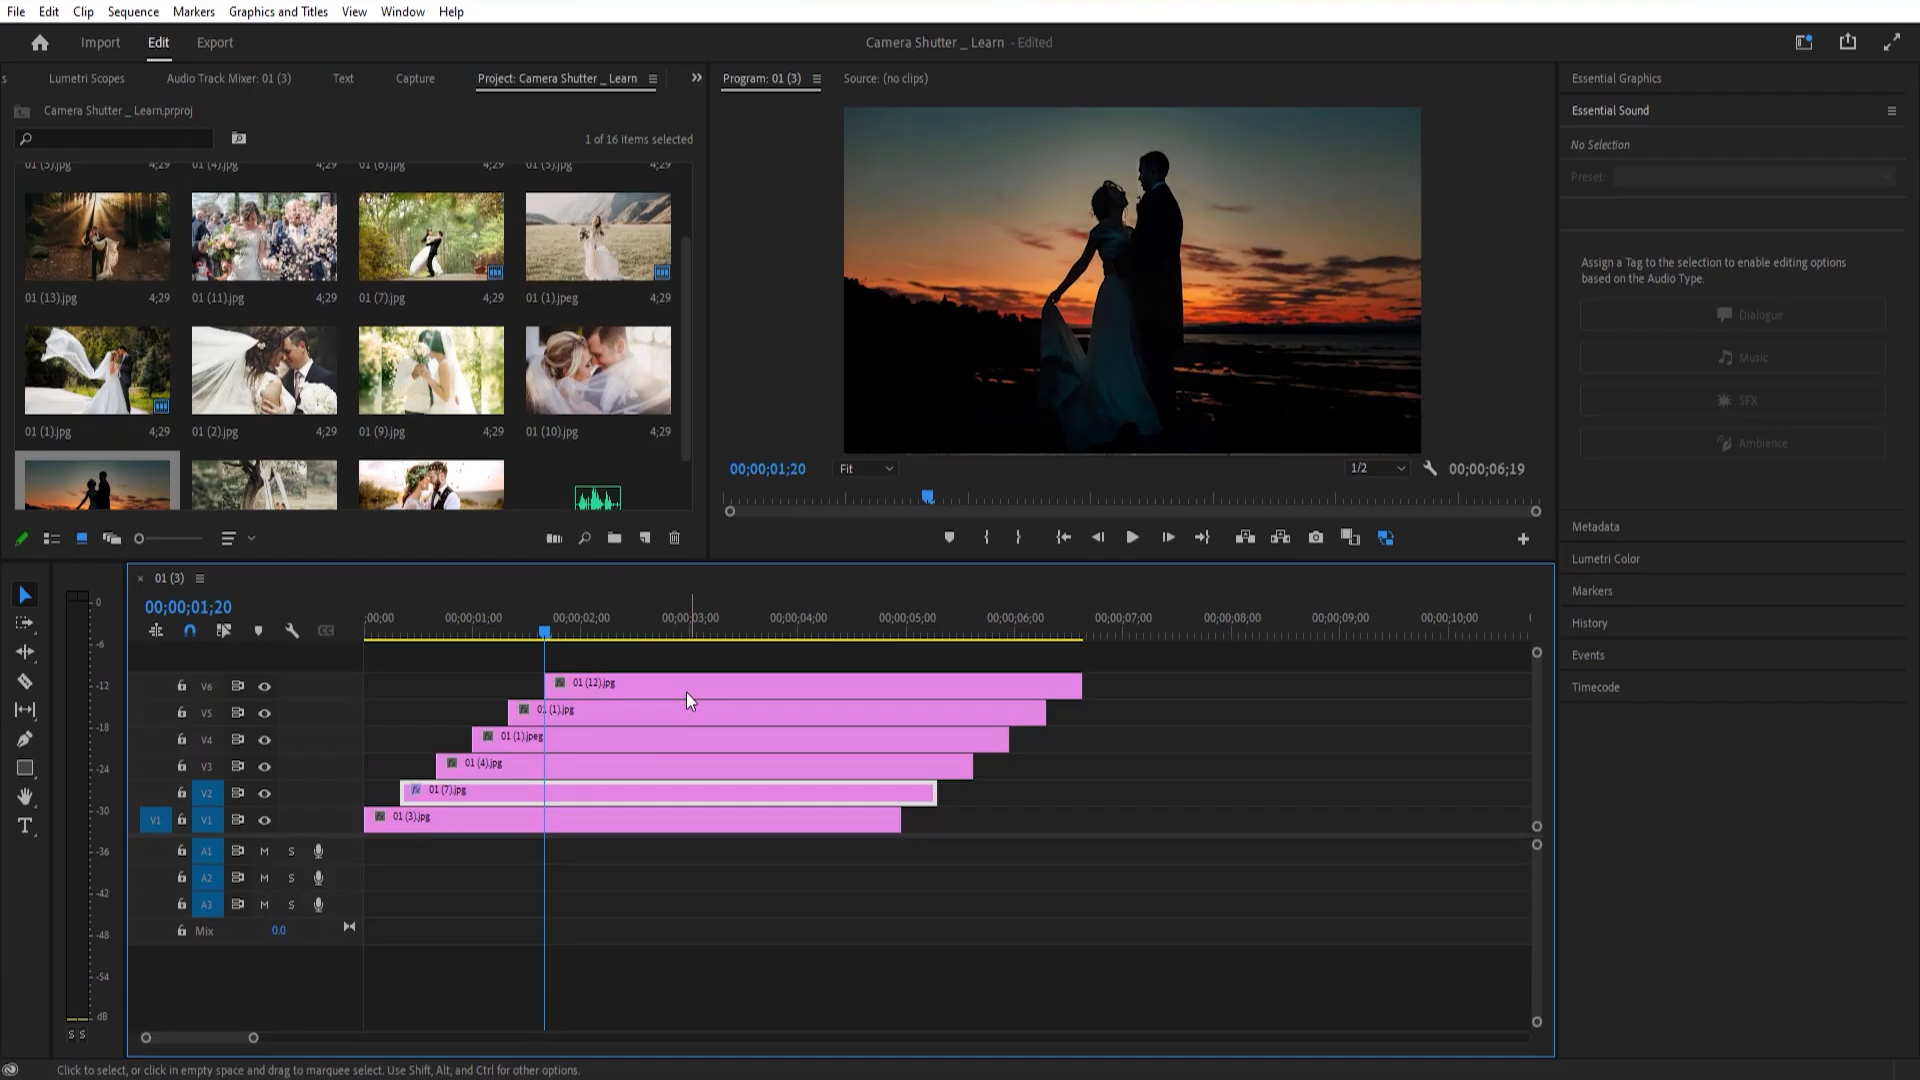 File Edit Clip Sequence Markers Graphics and Titles View Window Help
Import Edit Export Camera Shutter _ Learn - Edited
s Lumetri Scopes Audio Track Mixer: 01 (3) Text Capture Project: Camera Shutter _ Learn
Program: 01 (3) Source: (no clips)
Essential Graphics
Camera Shutter _ Learn.prproj
Essential Sound
1 of 16 items selected
No Selection
Preset:
01 (3).jpg 4;29 01 (4).jpg 4;29 01 (6).jpg 4;29 01 (5).jpg 4;29
Assign a Tag to the selection to enable editing options
based on the Audio Type.
01 (13).jpg 4;29 01 (11).jpg 4;29 01 (7).jpg 4;29 01 (1).jpeg 4;29
Dialogue
Music
SFX
Ambience
01 (1).jpg 4;29 01 (2).jpg 4;29 01 (9).jpg 4;29 01 (10).jpg 4;29
00;00;01;20 Fit 1/2 00;00;06;19
Metadata
Lumetri Color
Markers
History
Events
Timecode
01 (3)
00;00;01;20
;00;00 00;00;01;00 00;00;02;00 00;00;03;00 00;00;04;00 00;00;05;00 00;00;06;00 00;00;07;00 00;00;08;00 00;00;09;00 00;00;10;00
CC
V6 01 (12).jpg
V5 01 (1).jpg
V4 01 (1).jpeg
V3 01 (4).jpg
V2 01 (7).jpg
V1 V1 01 (3).jpg
A1 M S
A2 M S
A3 M S
Mix 0.0
0
-6
-12
-18
-24
-30
-36
-42
-48
-54
dB
S S
Click to select, or click in empty space and drag to marquee select. Use Shift, Alt, and Ctrl for other options.